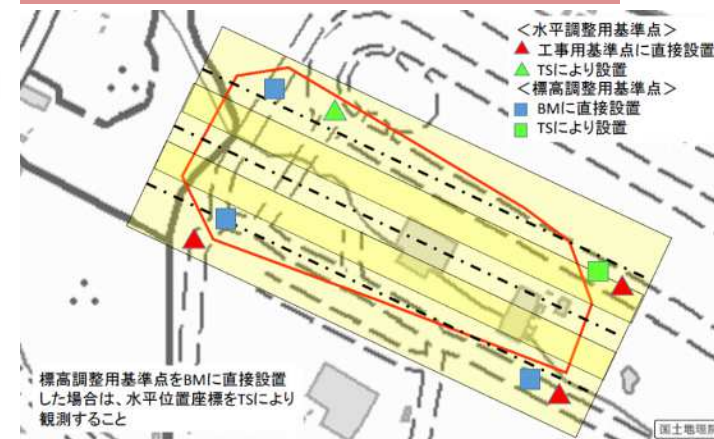 ＜水平調整用基準点＞
工事用基準点に直接設置
TSにより設置
＜標高調整用基準点＞
BMに直接設置
TSにより設置
標高調整用基準点をBMに直接設置
した場合は、水平位置座標をTSにより
観測すること
国土地理院